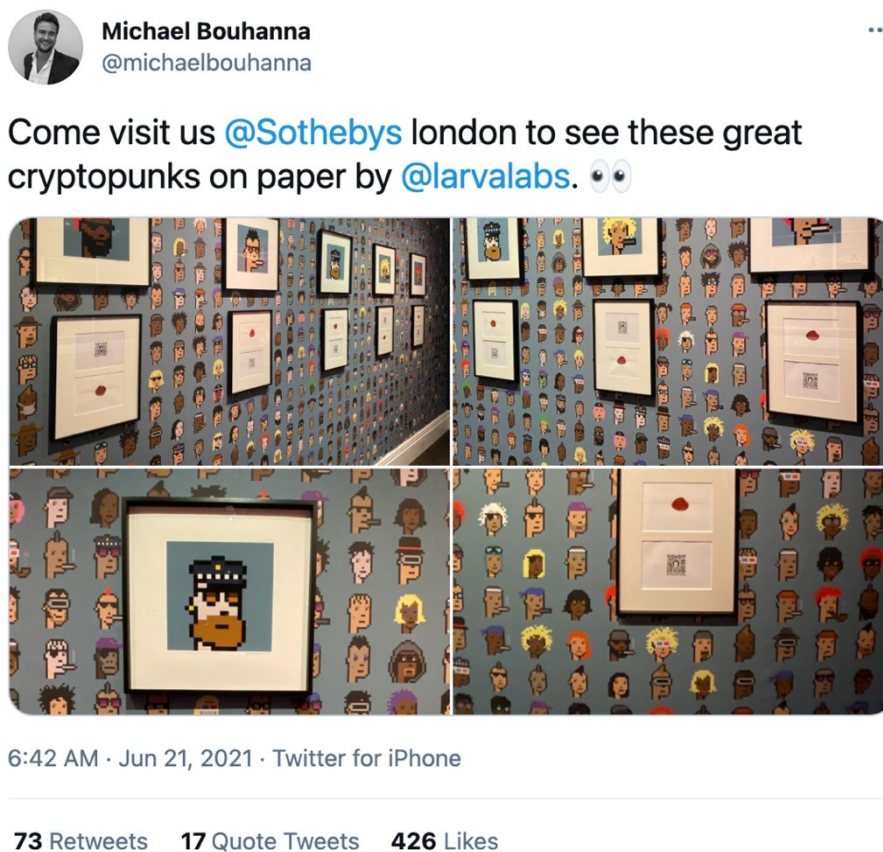 Michael Bouhanna
@michaelbouhanna
Come visit us @Sothebys london to see these great
cryptopunks on paper by @larvalabs. 👀
6:42 AM · Jun 21, 2021 · Twitter for iPhone
73 Retweets 17 Quote Tweets 426 Likes